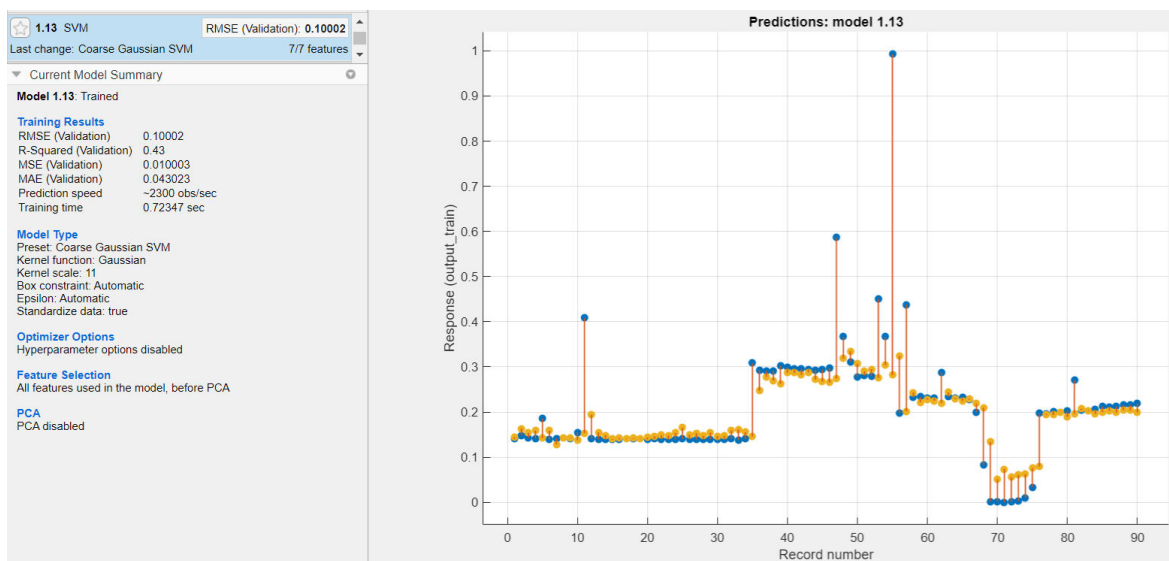 1.13 SVM RMSE (Validation): 0.10002
Last change: Coarse Gaussian SVM 7/7 features
Current Model Summary
Model 1.13: Trained
Training Results
RMSE (Validation) 0.10002
R-Squared (Validation) 0.43
MSE (Validation) 0.010003
MAE (Validation) 0.043023
Prediction speed ~2300 obs/sec
Training time 0.72347 sec
Model Type
Preset: Coarse Gaussian SVM
Kernel function: Gaussian
Kernel scale: 11
Box constraint: Automatic
Epsilon: Automatic
Standardize data: true
Optimizer Options
Hyperparameter options disabled
Feature Selection
All features used in the model, before PCA
PCA
PCA disabled
Predictions: model 1.13
Response (output_train)
1
0.9
0.8
0.7
0.6
0.5
0.4
0.3
0.2
0.1
0
0 10 20 30 40 50 60 70 80 90
Record number